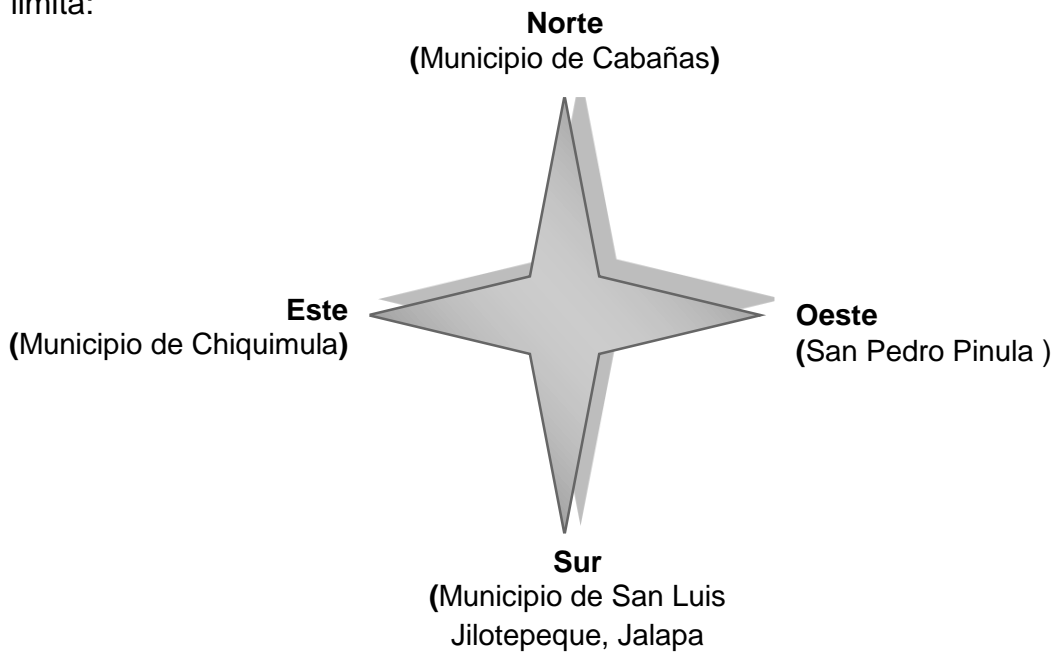 limita:
Norte
(Municipio de Cabañas)
Este
(Municipio de Chiquimula)
Oeste
(San Pedro Pinula )
Sur
(Municipio de San Luis
Jilotepeque, Jalapa